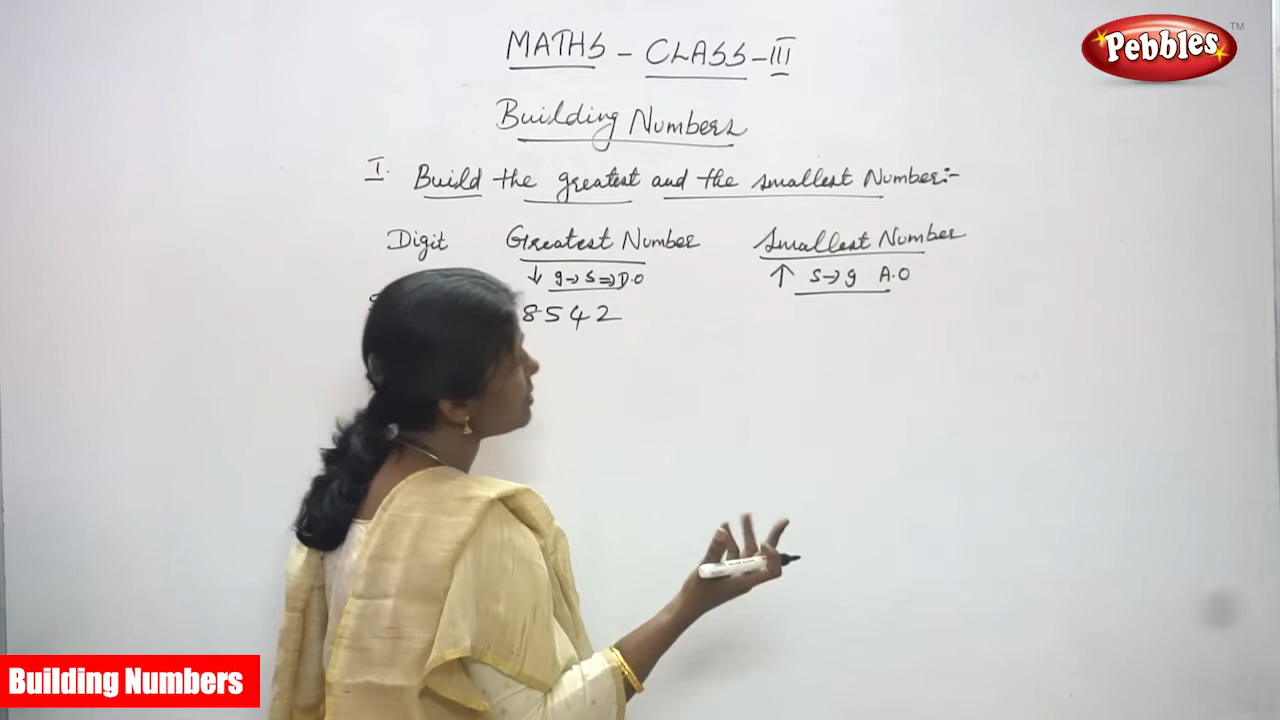 MATHS - CLASS - III
Pebbles TM
Building Numbers
I. Build the greatest and the smallest Number:-
Digit Greatest Number Smallest Number
↓ g→s⇒D.O ↑ s→g A.O
8542
Building Numbers